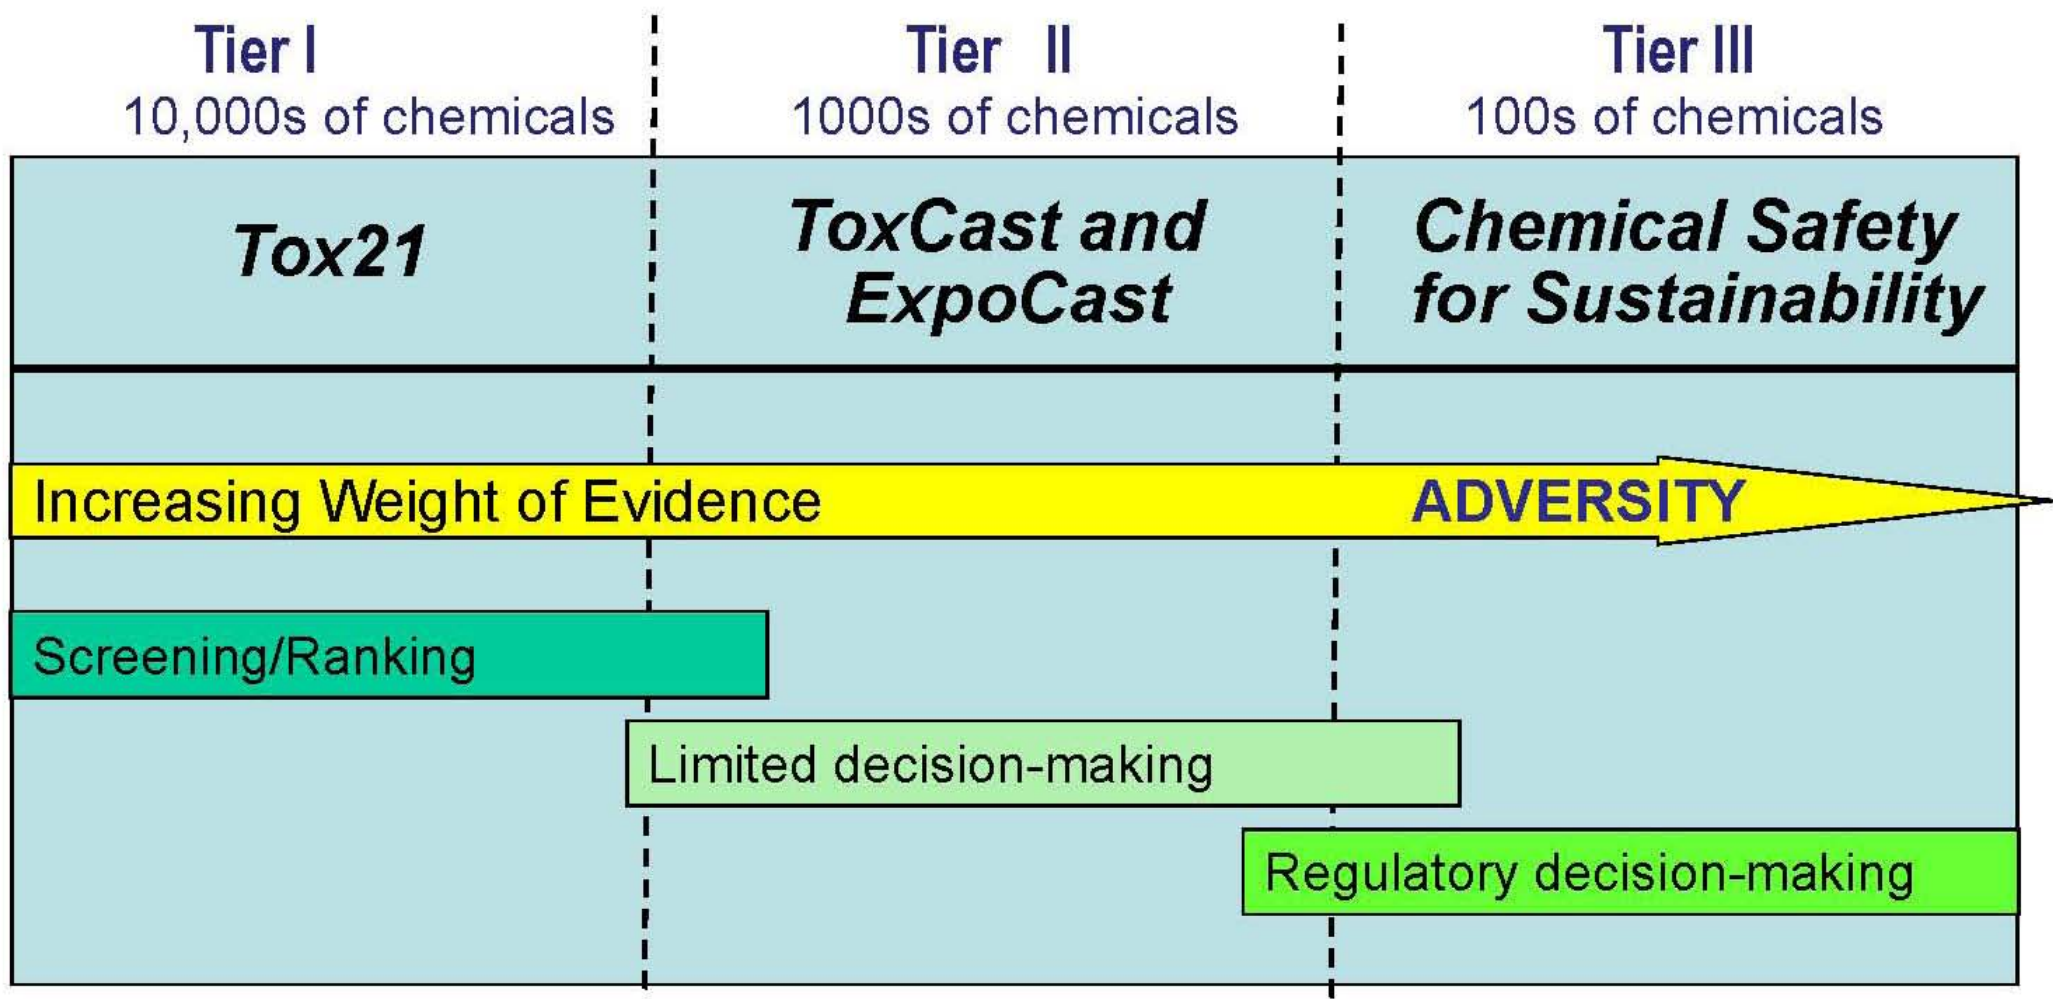 Tier I
10,000s of chemicals
Tier II
1000s of chemicals
Tier III
100s of chemicals
Tox21
ToxCast and
ExpoCast
Chemical Safety
for Sustainability
Increasing Weight of Evidence
ADVERSITY
Screening/Ranking
Limited decision-making
Regulatory decision-making